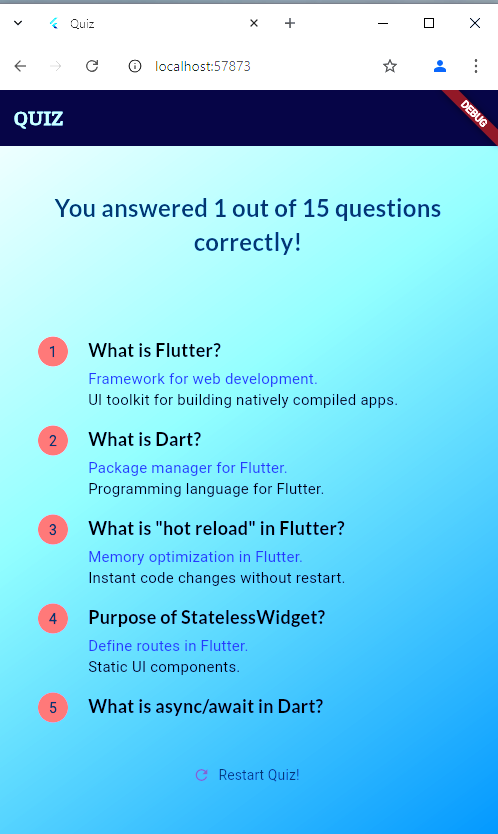 Quiz
localhost:57873
QUIZ
DEBUG
You answered 1 out of 15 questions
correctly!
1 What is Flutter?
Framework for web development.
UI toolkit for building natively compiled apps.
2 What is Dart?
Package manager for Flutter.
Programming language for Flutter.
3 What is "hot reload" in Flutter?
Memory optimization in Flutter.
Instant code changes without restart.
4 Purpose of StatelessWidget?
Define routes in Flutter.
Static UI components.
5 What is async/await in Dart?
Restart Quiz!